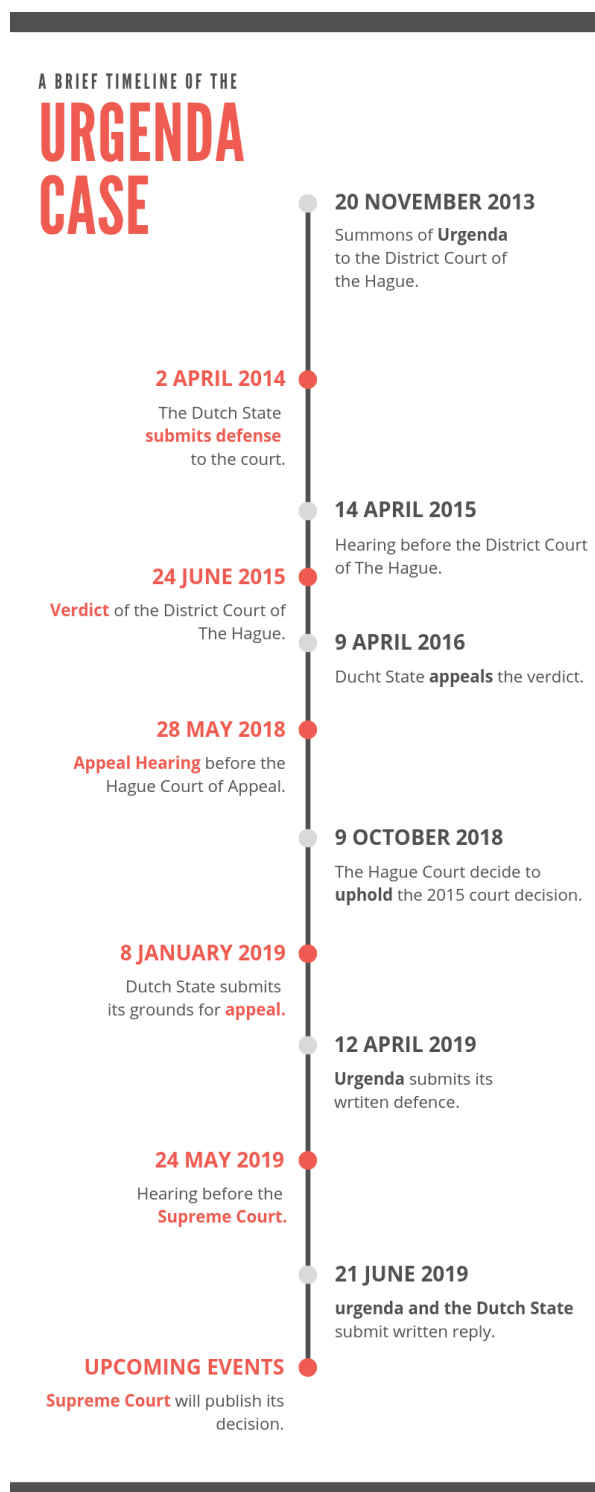 A BRIEF TIMELINE OF THE
URGENDA
CASE
20 NOVEMBER 2013
Summons of Urgenda
to the District Court of
the Hague.
2 APRIL 2014
The Dutch State
submits defense
to the court.
14 APRIL 2015
Hearing before the District Court
of The Hague.
24 JUNE 2015
Verdict of the District Court of
The Hague.
9 APRIL 2016
Ducht State appeals the verdict.
28 MAY 2018
Appeal Hearing before the
Hague Court of Appeal.
9 OCTOBER 2018
The Hague Court decide to
uphold the 2015 court decision.
8 JANUARY 2019
Dutch State submits
its grounds for appeal.
12 APRIL 2019
Urgenda submits its
wrtiten defence.
24 MAY 2019
Hearing before the
Supreme Court.
21 JUNE 2019
urgenda and the Dutch State
submit written reply.
UPCOMING EVENTS
Supreme Court will publish its
decision.